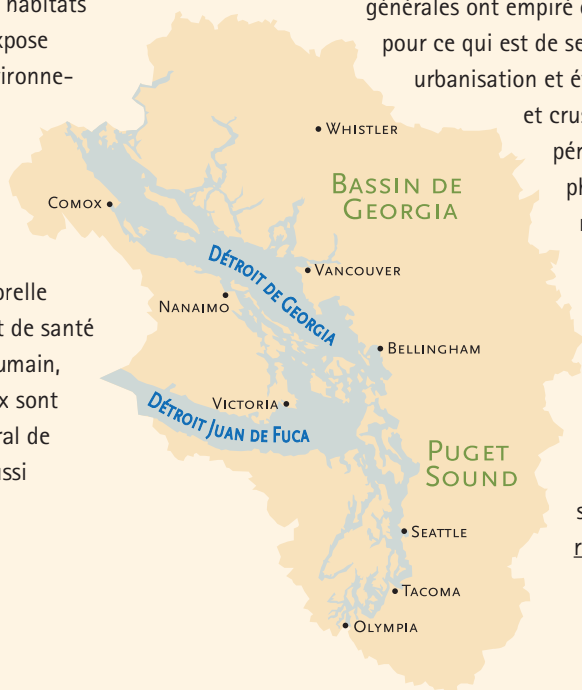 habitats
xpose
ironne-
générales ont empiré
pour ce qui est de se
urbanisation et é
et crus
pér
ph
Whistler
Bassin de
Georgia
Comox
Détroit de Georgia
Vancouver
Nanaimo
orelle
t de santé
umain,
x sont
ral de
ssi
Bellingham
Victoria
Détroit Juan de Fuca
Puget
Sound
Seattle
Tacoma
Olympia
s
r